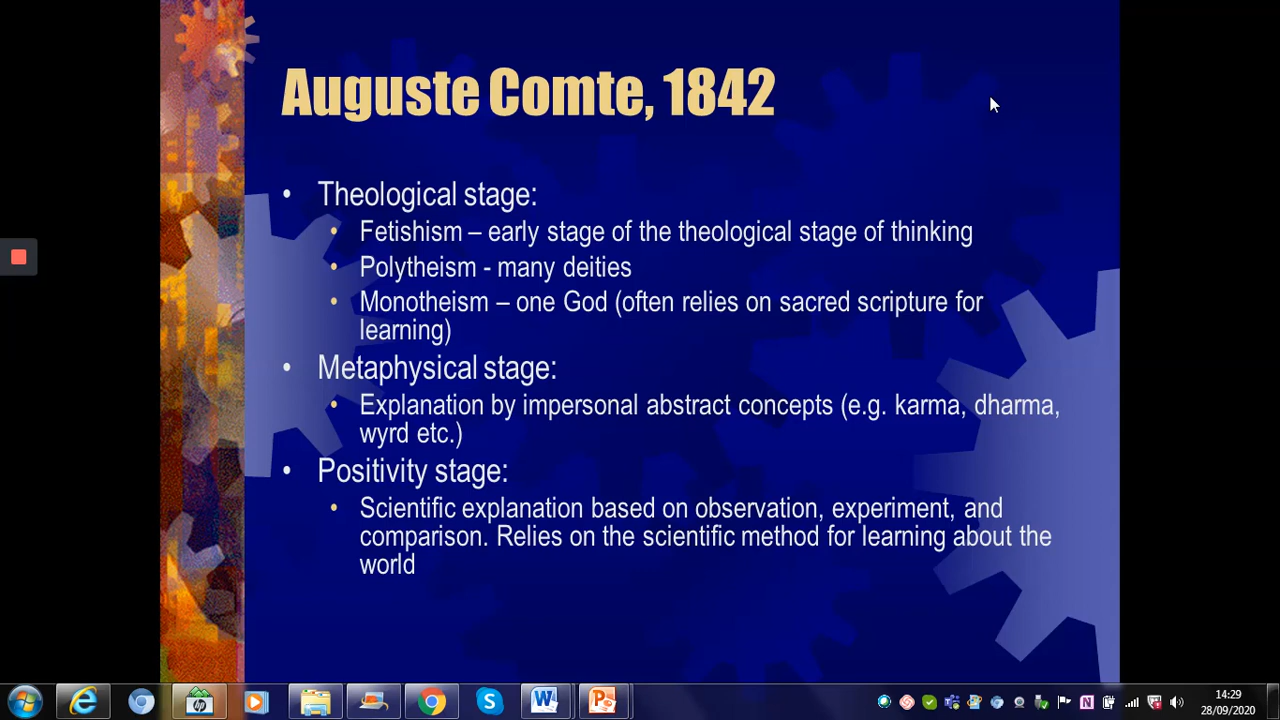 Auguste Comte, 1842
• Theological stage:
• Fetishism – early stage of the theological stage of thinking
• Polytheism - many deities
• Monotheism – one God (often relies on sacred scripture for
learning)
• Metaphysical stage:
• Explanation by impersonal abstract concepts (e.g. karma, dharma,
wyrd etc.)
• Positivity stage:
• Scientific explanation based on observation, experiment, and
comparison. Relies on the scientific method for learning about the
world
14:29
28/09/2020